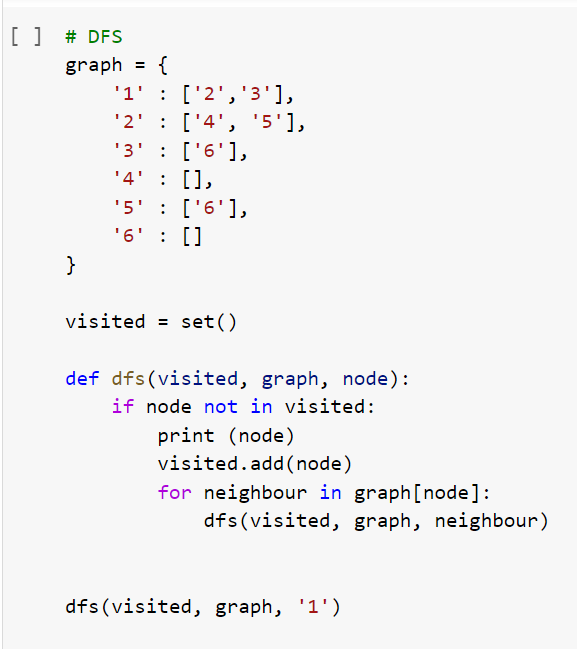 [ ] # DFS
graph = {
    '1' : ['2','3'],
    '2' : ['4', '5'],
    '3' : ['6'],
    '4' : [],
    '5' : ['6'],
    '6' : []
}

visited = set()

def dfs(visited, graph, node):
    if node not in visited:
        print (node)
        visited.add(node)
        for neighbour in graph[node]:
            dfs(visited, graph, neighbour)

dfs(visited, graph, '1')